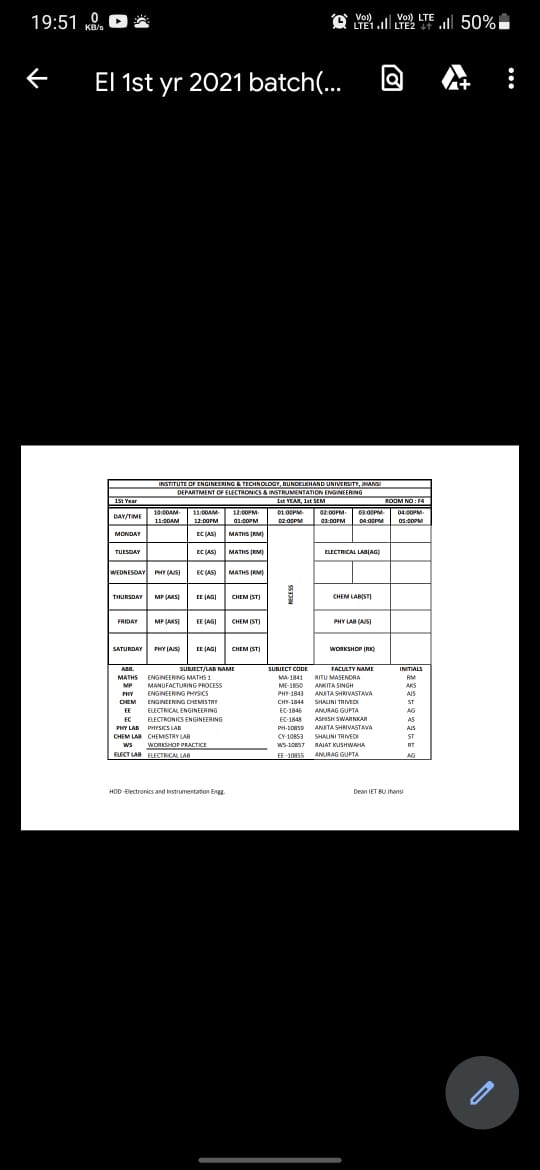 19:51 0 KB/s Vo) LTE1 Vo) LTE LTE2 50%
EI 1st yr 2021 batch(...
INSTITUTE OF ENGINEERING & TECHNOLOGY, BUNDELKHAND UNIVERSITY, JHANSI
DEPARTMENT OF ELECTRONICS & INSTRUMENTATION ENGINEERING
1St Year 1st YEAR, 1st SEM ROOM NO : F4
DAY/TIME 10:00AM-11:00AM 11:00AM-12:00PM 12:00PM-01:00PM 01:00PM-02:00PM 02:00PM-03:00PM 03:00PM-04:00PM 04:00PM-05:00PM
MONDAY EC (AS) MATHS (RM)
TUESDAY EC (AS) MATHS (RM) ELECTRICAL LAB(AG)
WEDNESDAY PHY (AJS) EC (AS) MATHS (RM)
RECESS
THURSDAY MP (AKS) EE (AG) CHEM (ST) CHEM LAB(ST)
FRIDAY MP (AKS) EE (AG) CHEM (ST) PHY LAB (AJS)
SATURDAY PHY (AJS) EE (AG) CHEM (ST) WORKSHOP (RK)
ABR. SUBJECT/LAB NAME SUBJECT CODE FACULTY NAME INITIALS
MATHS ENGINEERING MATHS 1 MA-1841 RITU MASENDRA RM
MP MANUFACTURING PROCESS ME-1850 ANKITA SINGH AKS
PHY ENGINEERING PHYSICS PHY-1843 ANJITA SHRIVASTAVA AJS
CHEM ENGINEERING CHEMISTRY CHY-1844 SHALINI TRIVEDI ST
EE ELECTRICAL ENGINEERING EC-1846 ANURAG GUPTA AG
EC ELECTRONICS ENGINEERING EC-1848 ASHISH SWARNKAR AS
PHY LAB PHYSICS LAB PH-10859 ANJITA SHRIVASTAVA AJS
CHEM LAB CHEMISTRY LAB CY-10853 SHALINI TRIVEDI ST
WS WORKSHOP PRACTICE WS-10857 RAJAT KUSHWAHA RT
ELECT LAB ELECTRICAL LAB EE -10855 ANURAG GUPTA AG
HOD -Electronics and Instrumentation Engg. Dean IET BU Jhansi